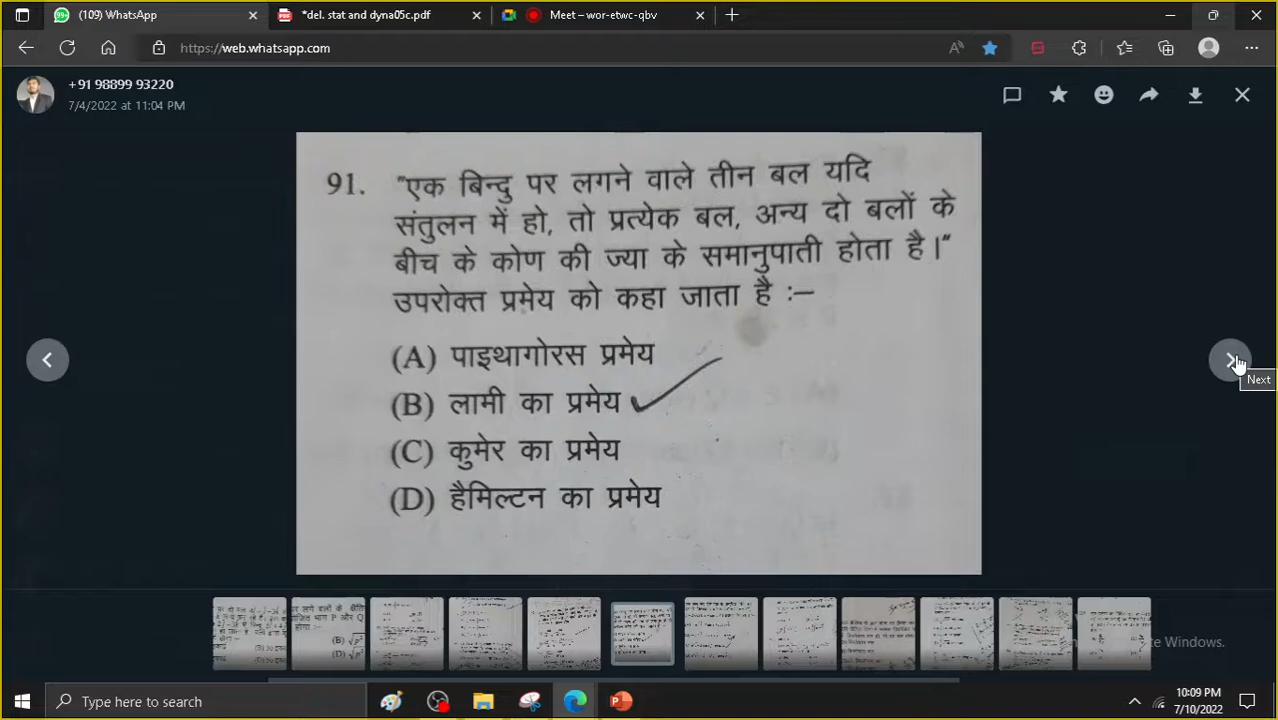 (109) WhatsApp
*del. stat and dyna05c.pdf
Meet – wor-etwc-qbv
https://web.whatsapp.com
+91 98899 93220
7/4/2022 at 11:04 PM
91. "एक बिन्दु पर लगने वाले तीन बल यदि
संतुलन में हो, तो प्रत्येक बल, अन्य दो बलों के
बीच के कोण की ज्या के समानुपाती होता है।"
उपरोक्त प्रमेय को कहा जाता है :–
(A) पाइथागोरस प्रमेय
(B) लामी का प्रमेय
(C) कुमेर का प्रमेय
(D) हैमिल्टन का प्रमेय
Next
te Windows.
Type here to search
10:09 PM
7/10/2022